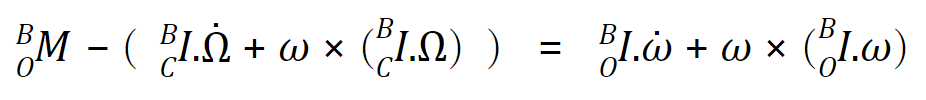 ᴮₒM − ( ᴮ꜀I.Ω̇ + ω × (ᴮ꜀I.Ω) ) = ᴮₒI.ω̇ + ω × (ᴮₒI.ω)